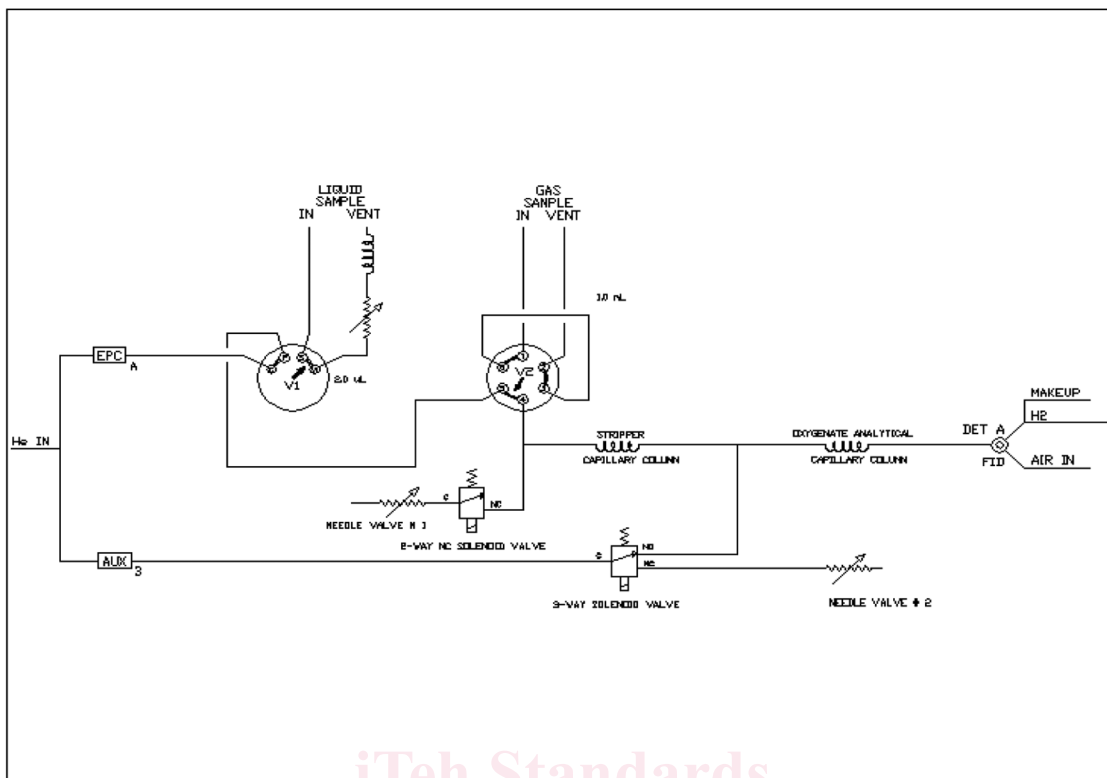 LIQUID
SAMPLE
IN VENT
GAS
SAMPLE
IN VENT
1.0 mL
EPC
A
V1
2.0 uL
V2
He IN
STRIPPER
CAPILLARY COLUMN
OXYGENATE ANALYTICAL
CAPILLARY COLUMN
DET A
FID
MAKEUP
H2
AIR IN
C
NC
NEEDLE VALVE # 1
2-WAY NC SOLENOID VALVE
AUX
3
C
NO
NC
3-WAY SOLENOID VALVE
NEEDLE VALVE # 2
iTeh Standards